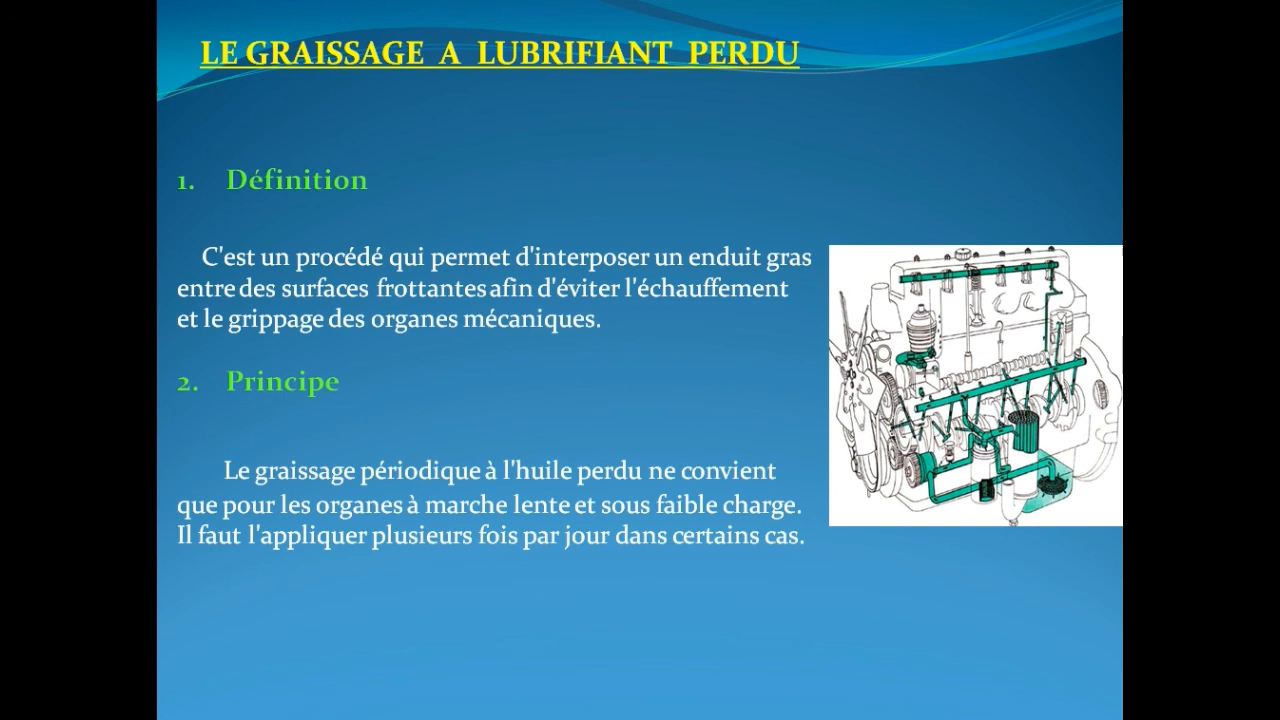 LE GRAISSAGE A LUBRIFIANT PERDU
1. Définition
C'est un procédé qui permet d'interposer un enduit gras
entre des surfaces frottantes afin d'éviter l'échauffement
et le grippage des organes mécaniques.
2. Principe
Le graissage périodique à l'huile perdu ne convient
que pour les organes à marche lente et sous faible charge.
Il faut l'appliquer plusieurs fois par jour dans certains cas.